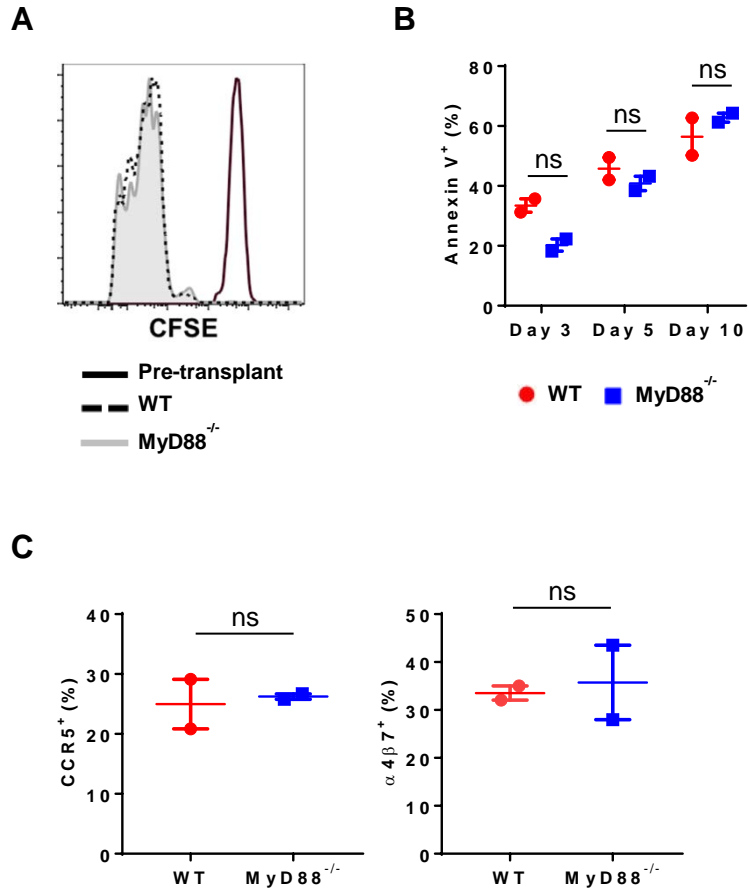 A
CFSE
Pre-transplant
WT
MyD88-/-
B
Annexin V+ (%)
80
60
40
20
0
ns
ns
ns
Day 3
Day 5
Day 10
WT
MyD88-/-
C
CCR5+ (%)
40
30
20
10
0
ns
WT
MyD88-/-
α4β7+ (%)
50
40
30
20
10
0
ns
WT
MyD88-/-